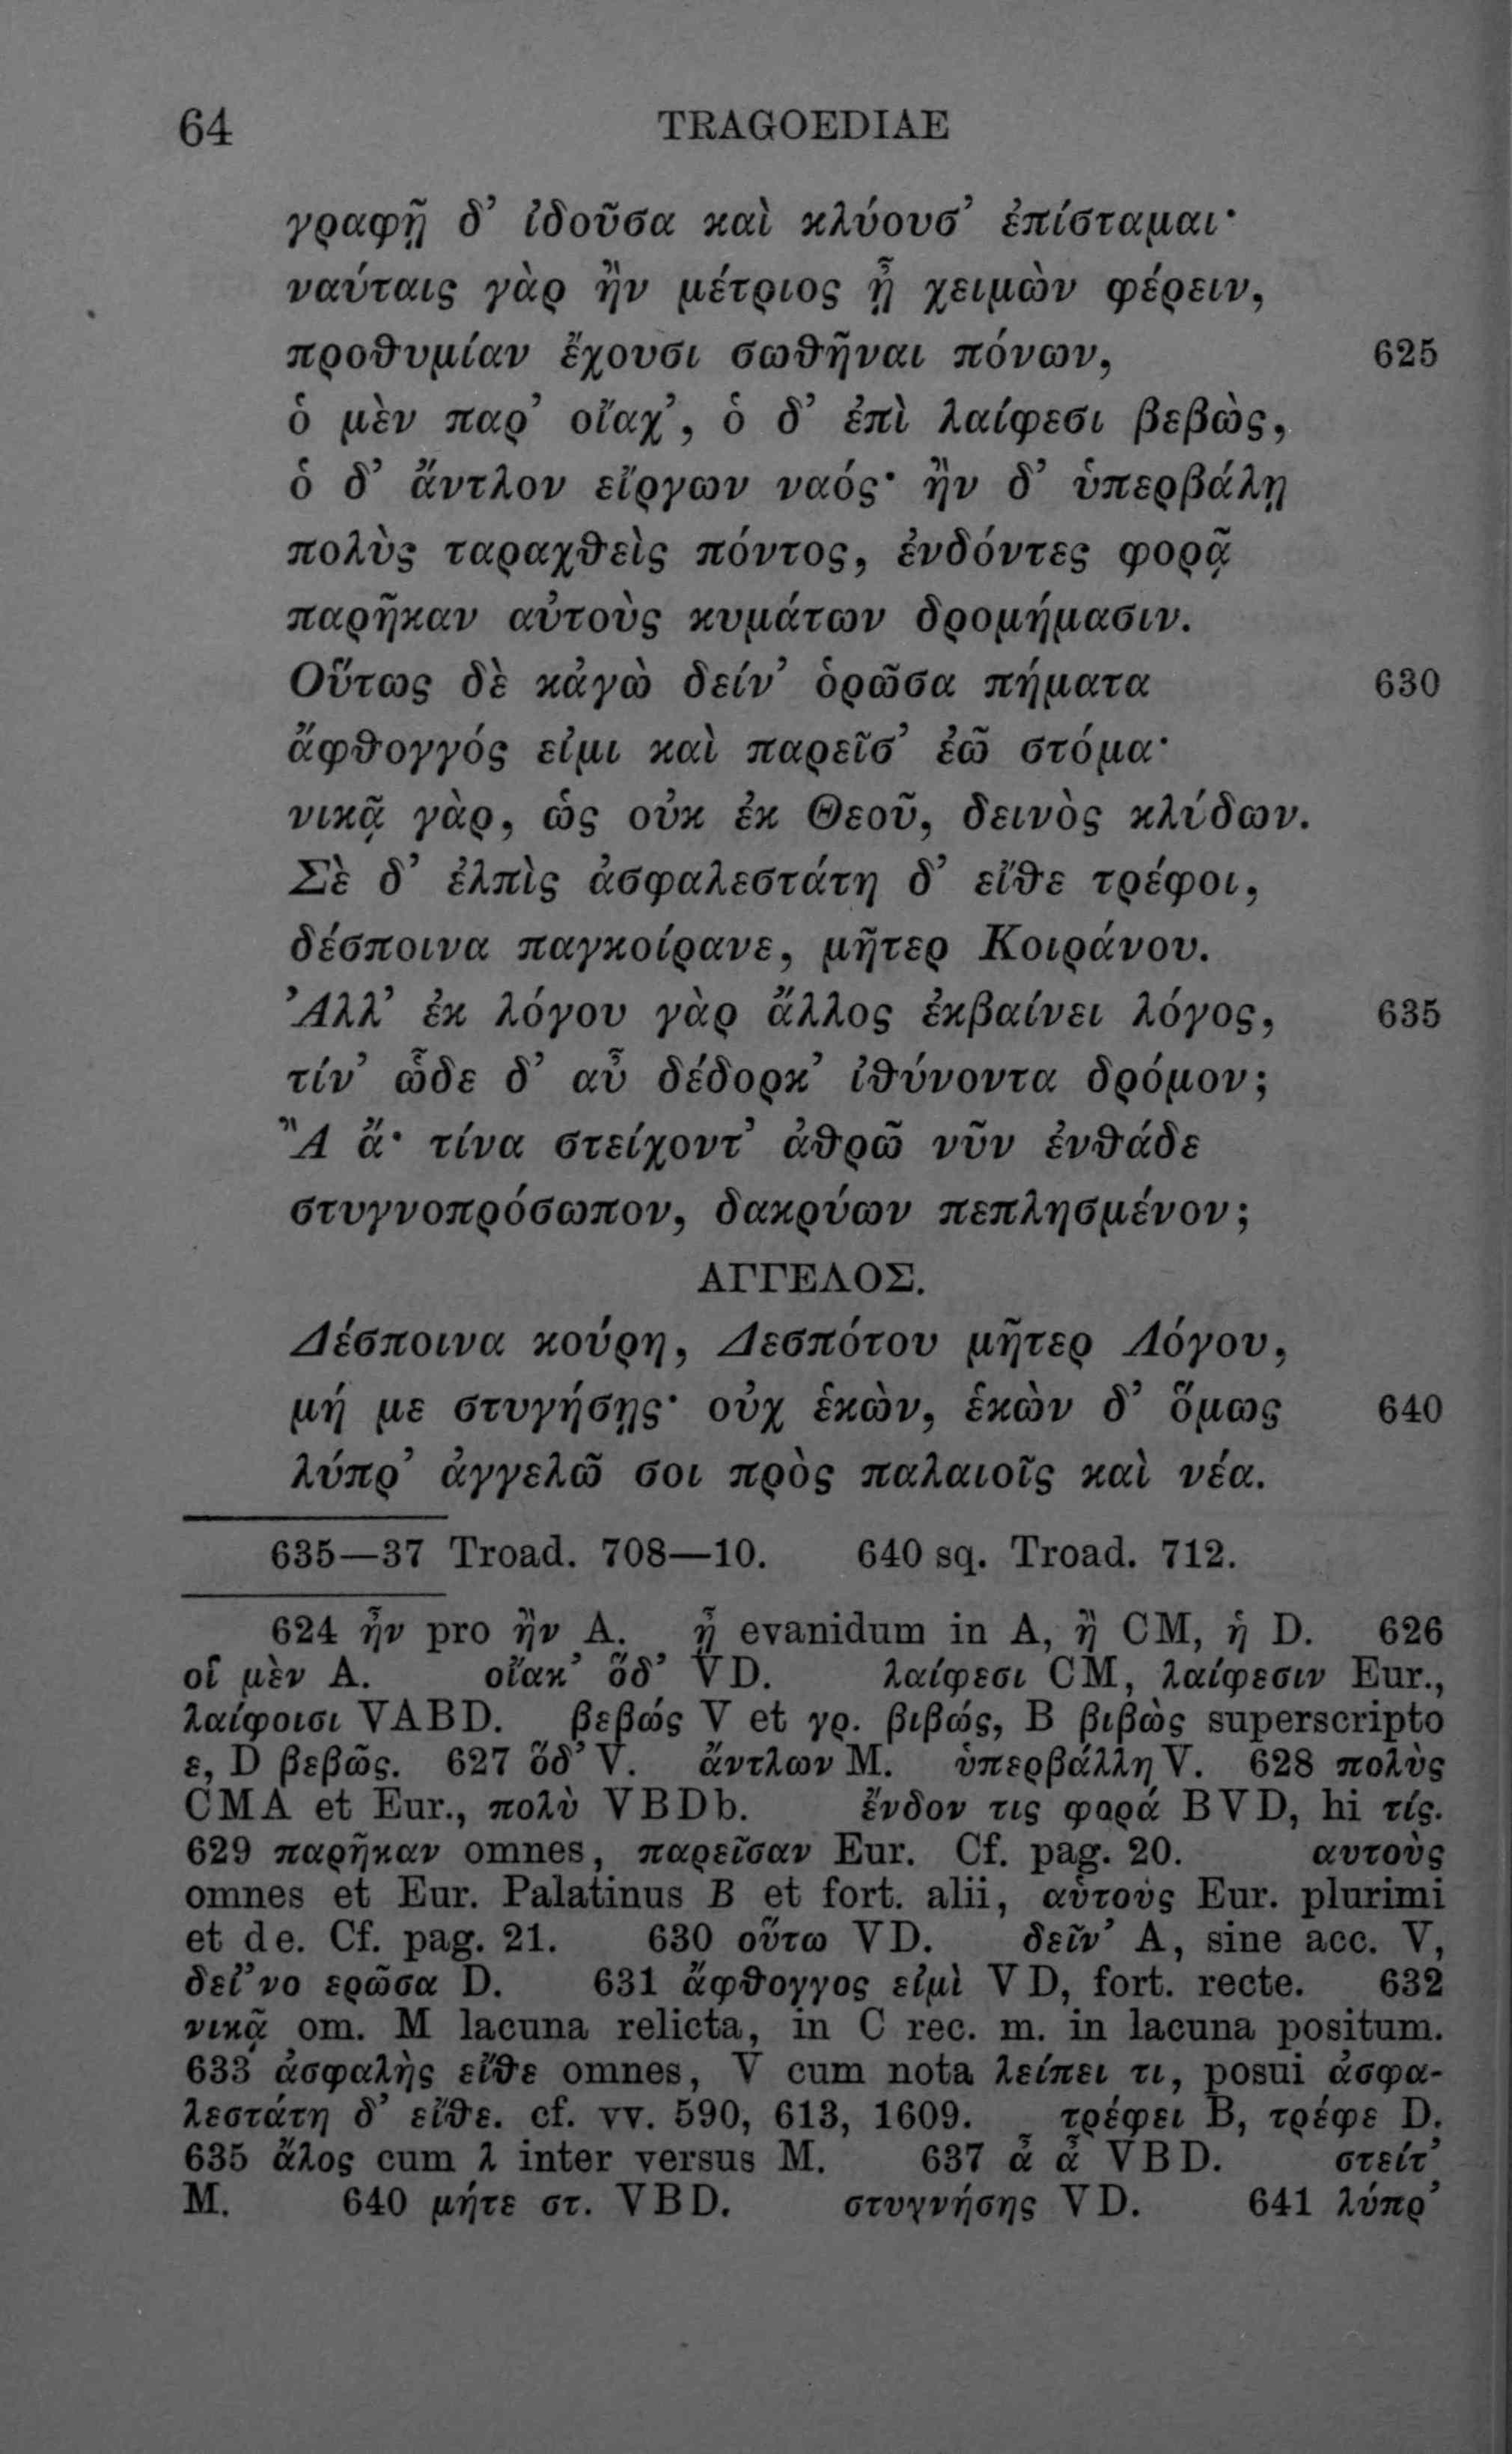 64 TRAGOEDIAE
γραφῇ δ’ ἰδοῦσα καὶ κλύουσ’ ἐπίσταμαι·
ναύταις γὰρ ἢν μέτριος ᾖ χειμὼν φέρειν,
προθυμίαν ἔχουσι σωθῆναι πόνων, 625
ὁ μὲν παρ’ οἴαχ’, ὁ δ’ ἐπὶ λαίφεσι βεβὼς,
ὁ δ’ ἄντλον εἴργων ναός· ἢν δ’ ὑπερβάλῃ
πολὺς ταραχθεὶς πόντος, ἐνδόντες φορᾷ
παρῆκαν αὐτοὺς κυμάτων δρομήμασιν.
Οὕτως δὲ κἀγὼ δείν’ ὁρῶσα πήματα 630
ἄφθογγός εἰμι καὶ παρεῖσ’ ἐῶ στόμα·
νικᾷ γὰρ, ὡς οὐκ ἐκ Θεοῦ, δεινὸς κλύδων.
Σὲ δ’ ἐλπὶς ἀσφαλεστάτη δ’ εἴθε τρέφοι,
δέσποινα παγκοίρανε, μῆτερ Κοιράνου.
Ἀλλ’ ἐκ λόγου γὰρ ἄλλος ἐκβαίνει λόγος, 635
τίν’ ὧδε δ’ αὖ δέδορκ’ ἰθύνοντα δρόμον;
Ἂ ἄ· τίνα στείχοντ’ ἀθρῶ νῦν ἐνθάδε
στυγνοπρόσωπον, δακρύων πεπλησμένον;
ΑΓΓΕΛΟΣ.
Δέσποινα κούρη, Δεσπότου μῆτερ Λόγου,
μή με στυγήσῃς· οὐχ ἑκὼν, ἑκὼν δ’ ὅμως 640
λύπρ’ ἀγγελῶ σοι πρὸς παλαιοῖς καὶ νέα.
635—37 Troad. 708—10. 640 sq. Troad. 712.
624 ἦν pro ἢν A. ᾖ evanidum in A, ἢ CM, ἡ D. 626
οἱ μὲν A. οἴακ’ ὅδ’ VD. λαίφεσι CM, λαίφεσιν Eur.,
λαίφοισι VABD. βεβώς V et γρ. βιβώς, B βιβὼς superscripto
ε, D βεβῶς. 627 ὅδ’ V. ἄντλων M. ὑπερβάλλη V. 628 πολὺς
CMA et Eur., πολὺ VBDb. ἔνδον τις φορά BVD, hi τίς.
629 παρῆκαν omnes, παρεῖσαν Eur. Cf. pag. 20. αυτοὺς
omnes et Eur. Palatinus B et fort. alii, αὑτούς Eur. plurimi
et de. Cf. pag. 21. 630 οὕτω VD. δεῖν’ A, sine acc. V,
δεί’νο ερῶσα D. 631 ἄφθογγος εἰμὶ VD, fort. recte. 632
νικᾷ om. M lacuna relicta, in C rec. m. in lacuna positum.
633 ἀσφαλὴς εἴθε omnes, V cum nota λείπει τι, posui ἀσφα-
λεστάτη δ’ εἴθε. cf. vv. 590, 613, 1609. τρέφει B, τρέφε D.
635 ἄλος cum λ inter versus M. 637 ἆ ἆ VBD. στείτ’
M. 640 μήτε στ. VBD. στυγνήσης VD. 641 λύπρ’